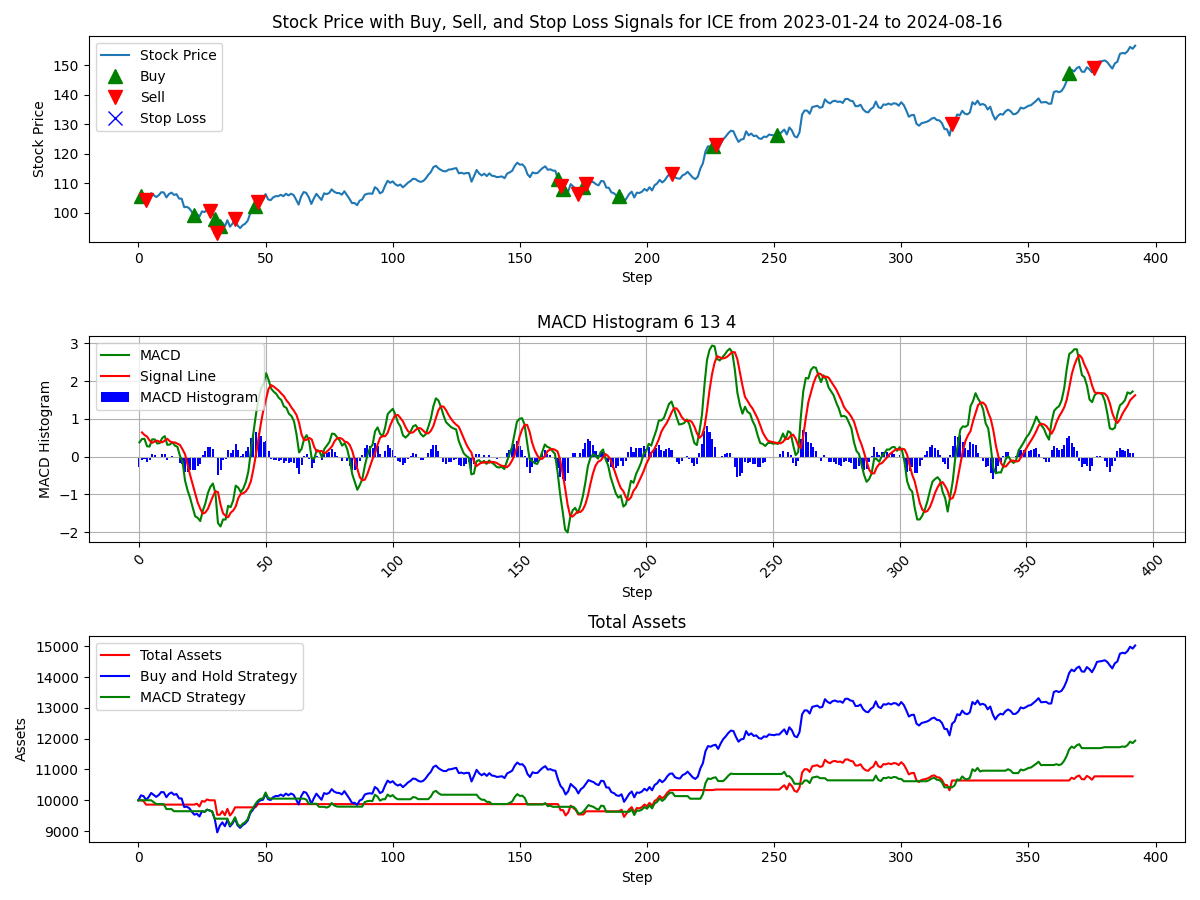 Stock Price with Buy, Sell, and Stop Loss Signals for ICE from 2023-01-24 to 2024-08-16
Stock Price
Buy
Sell
Stop Loss
Stock Price
150
140
130
120
110
100
0 50 100 150 200 250 300 350 400
Step
MACD Histogram 6 13 4
MACD
Signal Line
MACD Histogram
MACD Histogram
3
2
1
0
−1
−2
0 50 100 150 200 250 300 350 400
Step
Total Assets
Total Assets
Buy and Hold Strategy
MACD Strategy
Assets
15000
14000
13000
12000
11000
10000
9000
0 50 100 150 200 250 300 350 400
Step